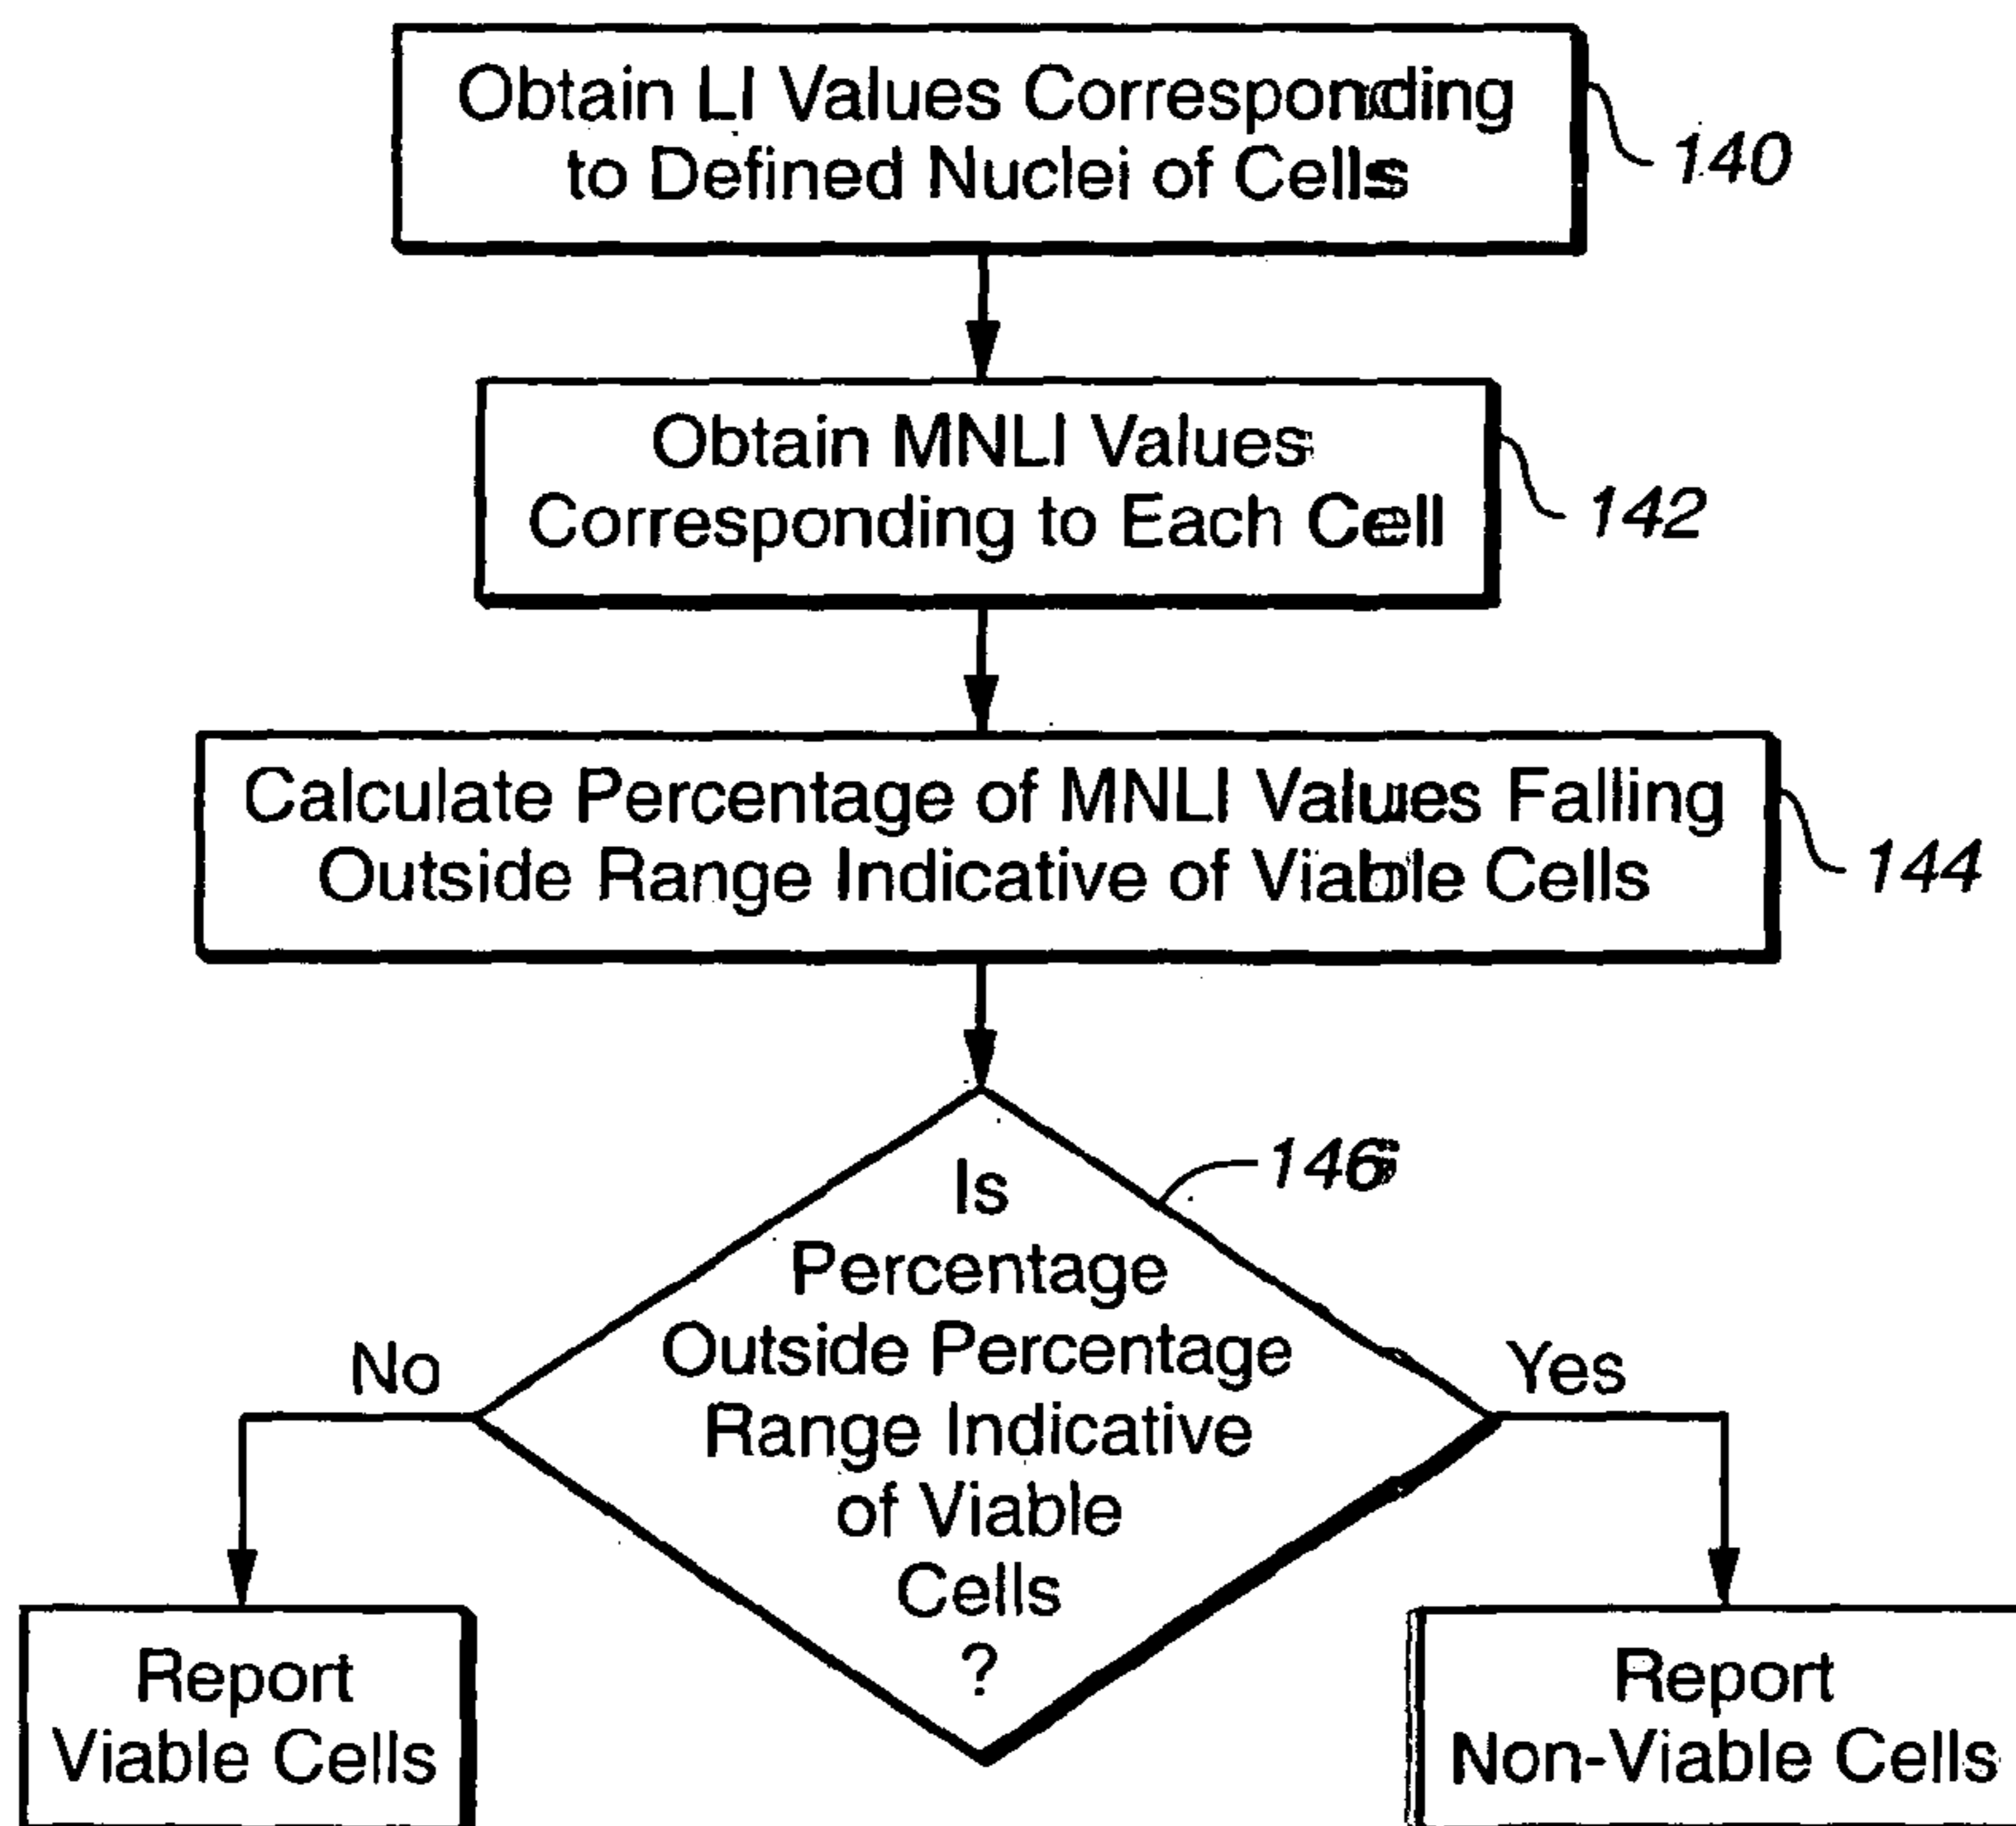 Obtain LI Values Corresponding
to Defined Nuclei of Cells
140
Obtain MNLI Values
Corresponding to Each Cell
142
Calculate Percentage of MNLI Values Falling
Outside Range Indicative of Viable Cells
144
146
Is
Percentage
Outside Percentage
Range Indicative
of Viable
Cells
?
No
Yes
Report
Viable Cells
Report
Non-Viable Cells